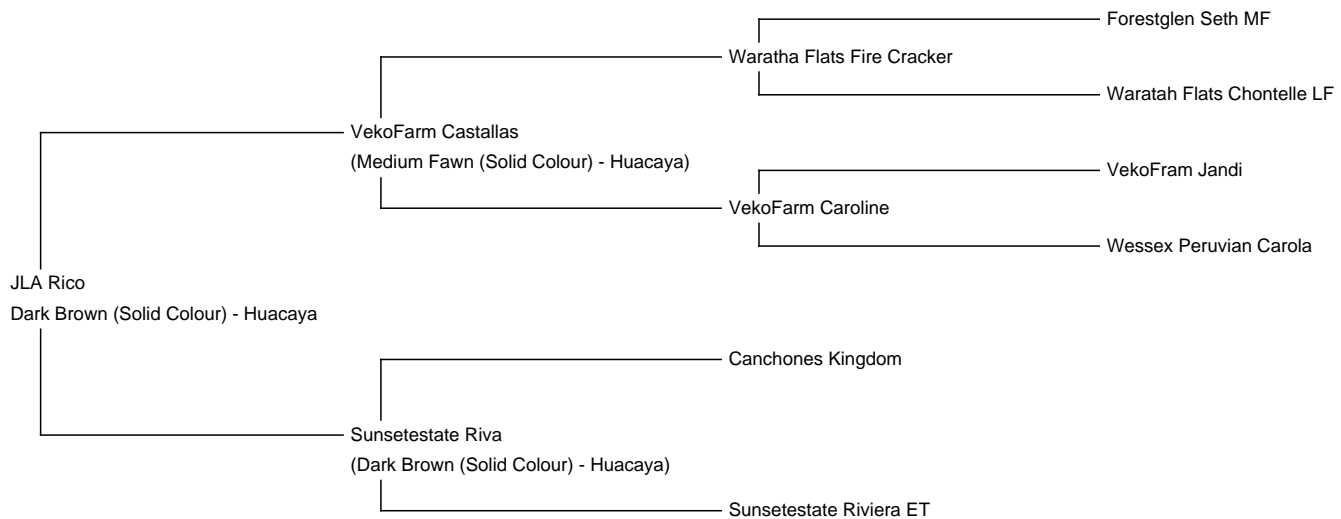 Forestglen Seth MF
Waratha Flats Fire Cracker
Waratah Flats Chontelle LF
VekoFarm Castallas
(Medium Fawn (Solid Colour) - Huacaya)
VekoFram Jandi
VekoFarm Caroline
Wessex Peruvian Carola
JLA Rico
Dark Brown (Solid Colour) - Huacaya
Canchones Kingdom
Sunsetestate Riva
(Dark Brown (Solid Colour) - Huacaya)
Sunsetestate Riviera ET